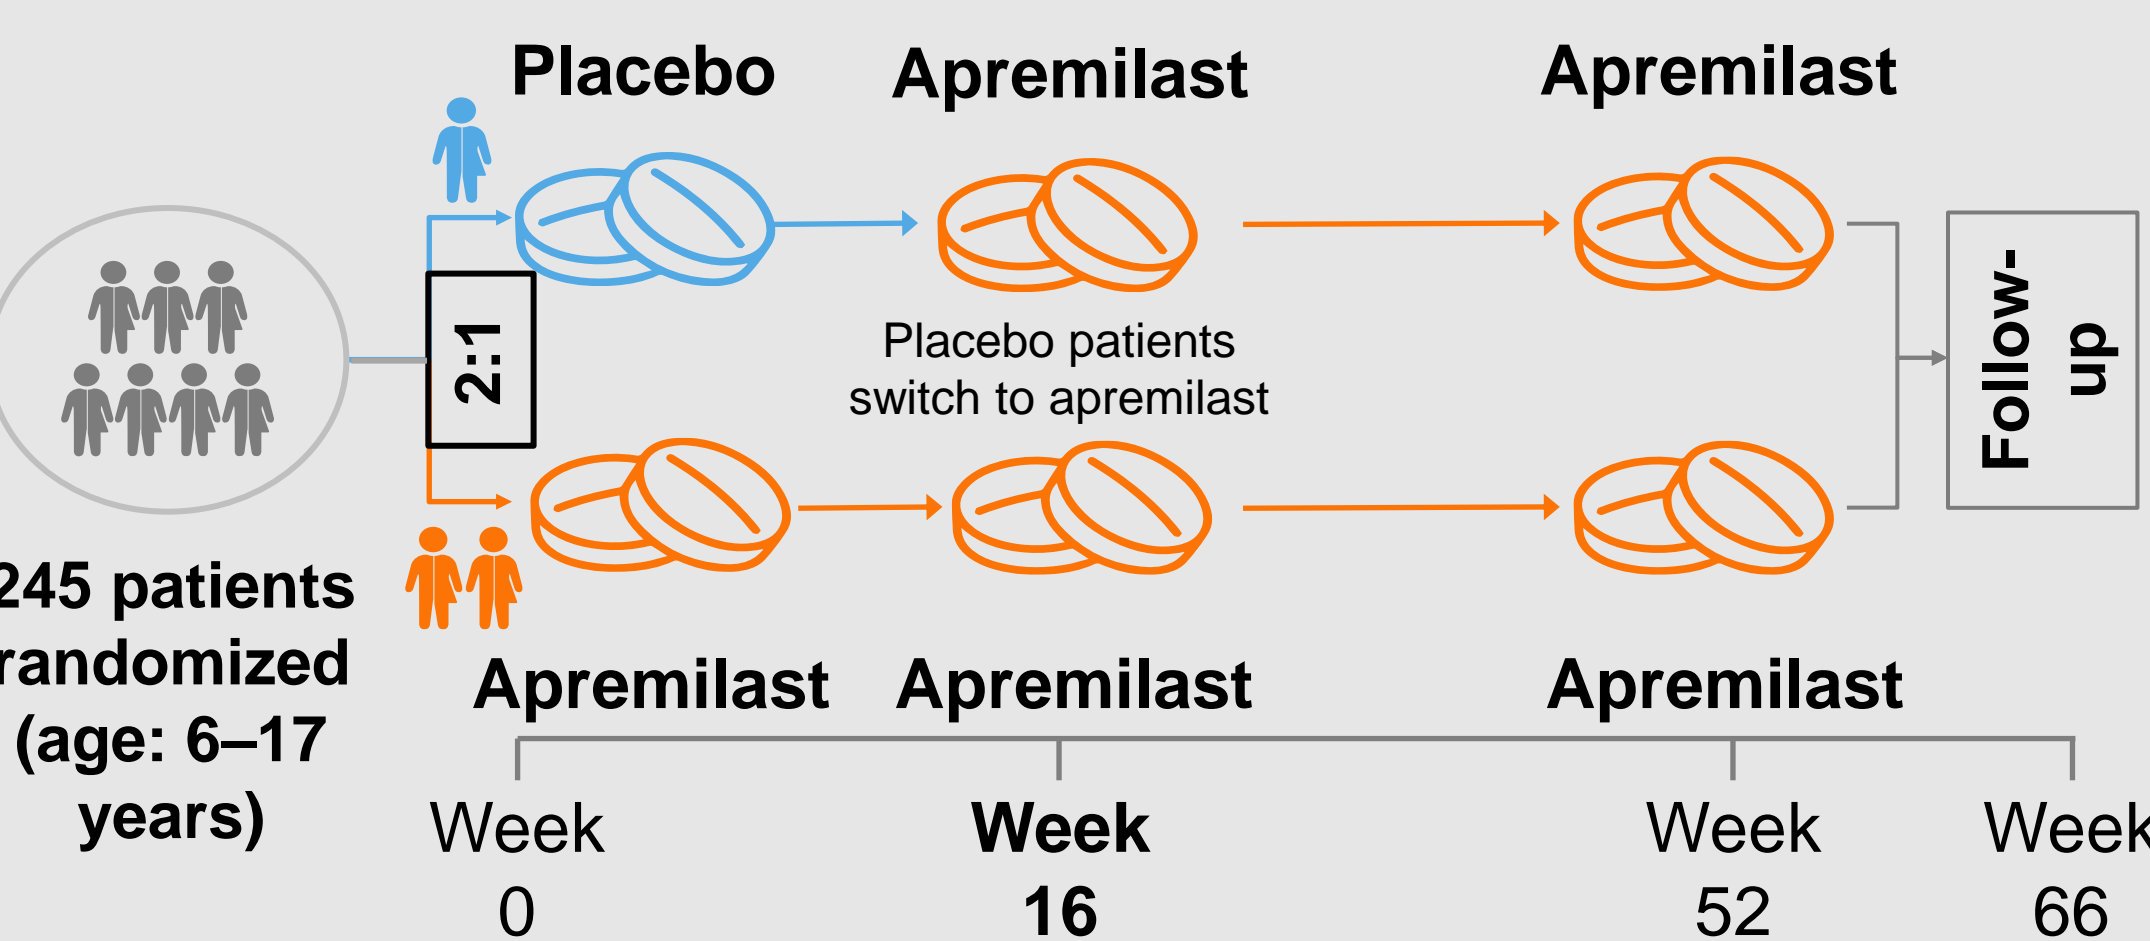 Placebo
Apremilast
Apremilast
2:1
Placebo patients
switch to apremilast
Follow-
up
245 patients
randomized
(age: 6–17
years)
Apremilast
Apremilast
Apremilast
Week
0
Week
16
Week
52
Week
66